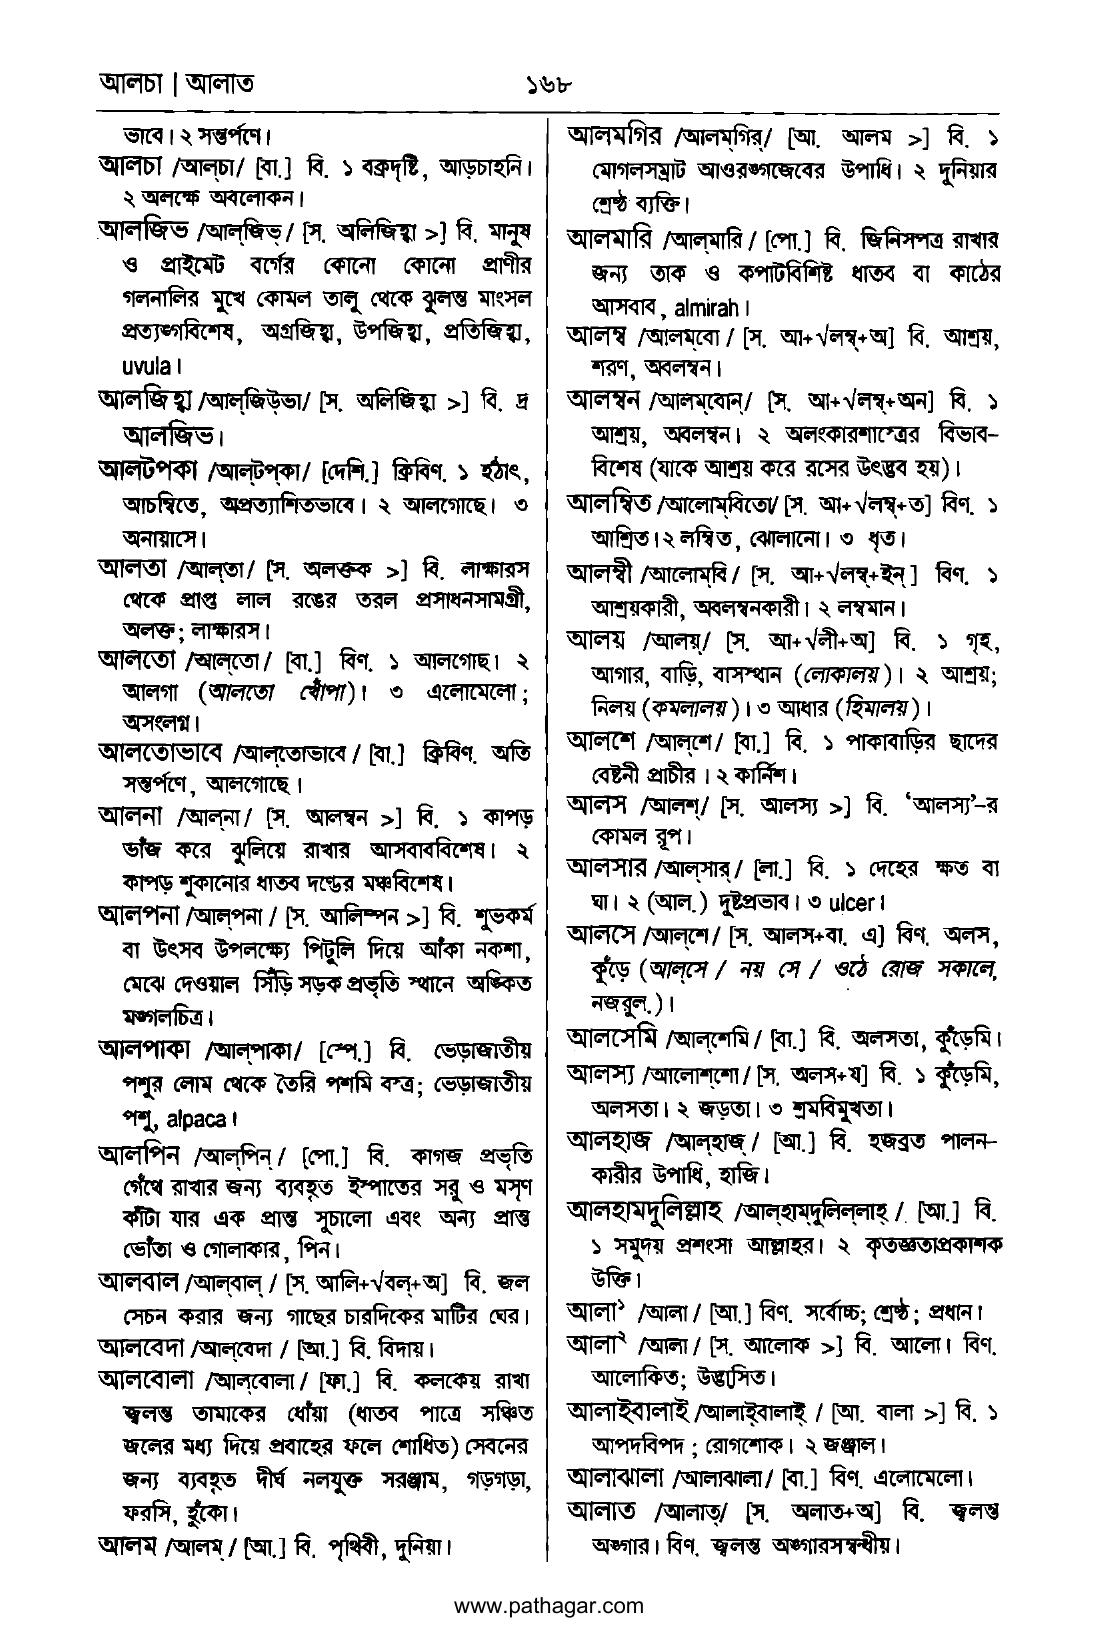 আলচা | আলাত
১৬৮
ভাবে। ২ সন্তর্পণে।
আলচা /আল্‌চা/ [বা.] বি. ১ বক্রদৃষ্টি, আড়চাহনি।
২ অলক্ষে অবলোকন।
আলজিভ /আল্‌জিভ্/ [স. অলিজিহ্বা >] বি. মানুষ
ও প্রাইমেট বর্গের কোনো কোনো প্রাণীর
গলনালির মুখে কোমল তালু থেকে ঝুলন্ত মাংসল
প্রত্যঙ্গবিশেষ, অগ্রজিহ্বা, উপজিহ্বা, প্রতিজিহ্বা,
uvula।
আলজিহ্বা /আল্‌জিউ্ভা/ [স. অলিজিহ্বা >] বি. দ্র
আলজিভ।
আলটপকা /আল্‌টপ্‌কা/ [দেশি.] ক্রিবিণ. ১ হঠাৎ,
আচম্বিতে, অপ্রত্যাশিতভাবে। ২ আলগোছে। ৩
অনায়াসে।
আলতা /আল্‌তা/ [স. অলক্তক >] বি. লাক্ষারস
থেকে প্রাপ্ত লাল রঙের তরল প্রসাধনসামগ্রী,
অলক্ত; লাক্ষারস।
আলতো /আল্‌তো/ [বা.] বিণ. ১ আলগোছ। ২
আলগা (আলতো খোঁপা)। ৩ এলোমেলো;
অসংলগ্ন।
আলতোভাবে /আল্‌তোভাবে/ [বা.] ক্রিবিণ. অতি
সন্তর্পণে, আলগোছে।
আলনা /আল্‌না/ [স. আলম্বন >] বি. ১ কাপড়
ভাঁজ করে ঝুলিয়ে রাখার আসবাববিশেষ। ২
কাপড় শুকানোর ধাতব দণ্ডের মঞ্চবিশেষ।
আলপনা /আল্‌পনা/ [স. আলিম্পন >] বি. শুভকর্ম
বা উৎসব উপলক্ষ্যে পিটুলি দিয়ে আঁকা নকশা,
মেঝে দেওয়াল সিঁড়ি সড়ক প্রভৃতি স্থানে অঙ্কিত
মঙ্গলচিত্র।
আলপাকা /আল্‌পাকা/ [স্পে.] বি. ভেড়াজাতীয়
পশুর লোম থেকে তৈরি পশমি বস্ত্র; ভেড়াজাতীয়
পশু, alpaca।
আলপিন /আল্‌পিন্/ [পো.] বি. কাগজ প্রভৃতি
গেঁথে রাখার জন্য ব্যবহৃত ইস্পাতের সরু ও মসৃণ
কাঁটা যার এক প্রান্ত সুচালো এবং অন্য প্রান্ত
ভোঁতা ও গোলাকার, পিন।
আলবাল /আল্‌বাল্/ [স. আলি+√বল্+অ] বি. জল
সেচন করার জন্য গাছের চারদিকের মাটির ঘের।
আলবেদা /আল্‌বেদা/ [আ.] বি. বিদায়।
আলবোলা /আল্‌বোলা/ [ফা.] বি. কলকেয় রাখা
জ্বলন্ত তামাকের ধোঁয়া (ধাতব পাত্রে সঞ্চিত
জলের মধ্য দিয়ে প্রবাহের ফলে শোধিত) সেবনের
জন্য ব্যবহৃত দীর্ঘ নলযুক্ত সরঞ্জাম, গড়গড়া,
ফরসি, হুঁকো।
আলম /আলম্/ [আ.] বি. পৃথিবী, দুনিয়া।
আলমগির /আলম্‌গির্/ [আ. আলম >] বি. ১
মোগলসম্রাট আওরঙ্গজেবের উপাধি। ২ দুনিয়ার
শ্রেষ্ঠ ব্যক্তি।
আলমারি /আল্‌মারি/ [পো.] বি. জিনিসপত্র রাখার
জন্য তাক ও কপাটবিশিষ্ট ধাতব বা কাঠের
আসবাব, almirah।
আলম্ব /আলম্‌বো/ [স. আ+√লম্ব্+অ] বি. আশ্রয়,
শরণ, অবলম্বন।
আলম্বন /আলম্‌বোন্/ [স. আ+√লম্ব্+অন] বি. ১
আশ্রয়, অবলম্বন। ২ অলংকারশাস্ত্রের বিভাব-
বিশেষ (যাকে আশ্রয় করে রসের উৎদ্ভব হয়)।
আলম্বিত /আলোম্‌বিতো/ [স. আ+√লম্ব্+ত] বিণ. ১
আশ্রিত। ২ লম্বিত, ঝোলানো। ৩ ধৃত।
আলম্বী /আলোম্‌বি/ [স. আ+√লম্ব্+ইন্] বিণ. ১
আশ্রয়কারী, অবলম্বনকারী। ২ লম্বমান।
আলয় /আলয়্/ [স. আ+√লী+অ] বি. ১ গৃহ,
আগার, বাড়ি, বাসস্থান (লোকালয়)। ২ আশ্রয়;
নিলয় (কমলালয়)। ৩ আধার (হিমালয়)।
আলশে /আল্‌শে/ [বা.] বি. ১ পাকাবাড়ির ছাদের
বেষ্টনী প্রাচীর। ২ কার্নিশ।
আলস /আলশ্/ [স. আলস্য >] বি. ‘আলস্য’-র
কোমল রূপ।
আলসার /আল্‌সার্/ [লা.] বি. ১ দেহের ক্ষত বা
ঘা। ২ (আল.) দুষ্টপ্রভাব। ৩ ulcer।
আলসে /আল্‌শে/ [স. আলস+বা. এ] বিণ. অলস,
কুঁড়ে (আল্‌সে / নয় সে / ওঠে রোজ সকালে,
নজরুল.)।
আলসেমি /আল্‌শেমি/ [বা.] বি. অলসতা, কুঁড়েমি।
আলস্য /আলোশ্‌শো/ [স. অলস+য] বি. ১ কুঁড়েমি,
অলসতা। ২ জড়তা। ৩ শ্রমবিমুখতা।
আলহাজ /আল্‌হাজ্/ [আ.] বি. হজব্রত পালন-
কারীর উপাধি, হাজি।
আলহামদুলিল্লাহ /আল্‌হাম্‌দুলিল্‌লাহ্/ [আ.] বি.
১ সমুদয় প্রশংসা আল্লাহর। ২ কৃতজ্ঞতাপ্রকাশক
উক্তি।
আলা¹ /আলা/ [আ.] বিণ. সর্বোচ্চ; শ্রেষ্ঠ; প্রধান।
আলা² /আলা/ [স. আলোক >] বি. আলো। বিণ.
আলোকিত; উদ্ভাসিত।
আলাইবালাই /আলাই্‌বালাই্/ [আ. বালা >] বি. ১
আপদবিপদ; রোগশোক। ২ জঞ্জাল।
আলাঝালা /আলাঝালা/ [বা.] বিণ. এলোমেলো।
আলাত /আলাত্/ [স. অলাত+অ] বি. জ্বলন্ত
অঙ্গার। বিণ. জ্বলন্ত অঙ্গারসম্বন্ধীয়।
www.pathagar.com